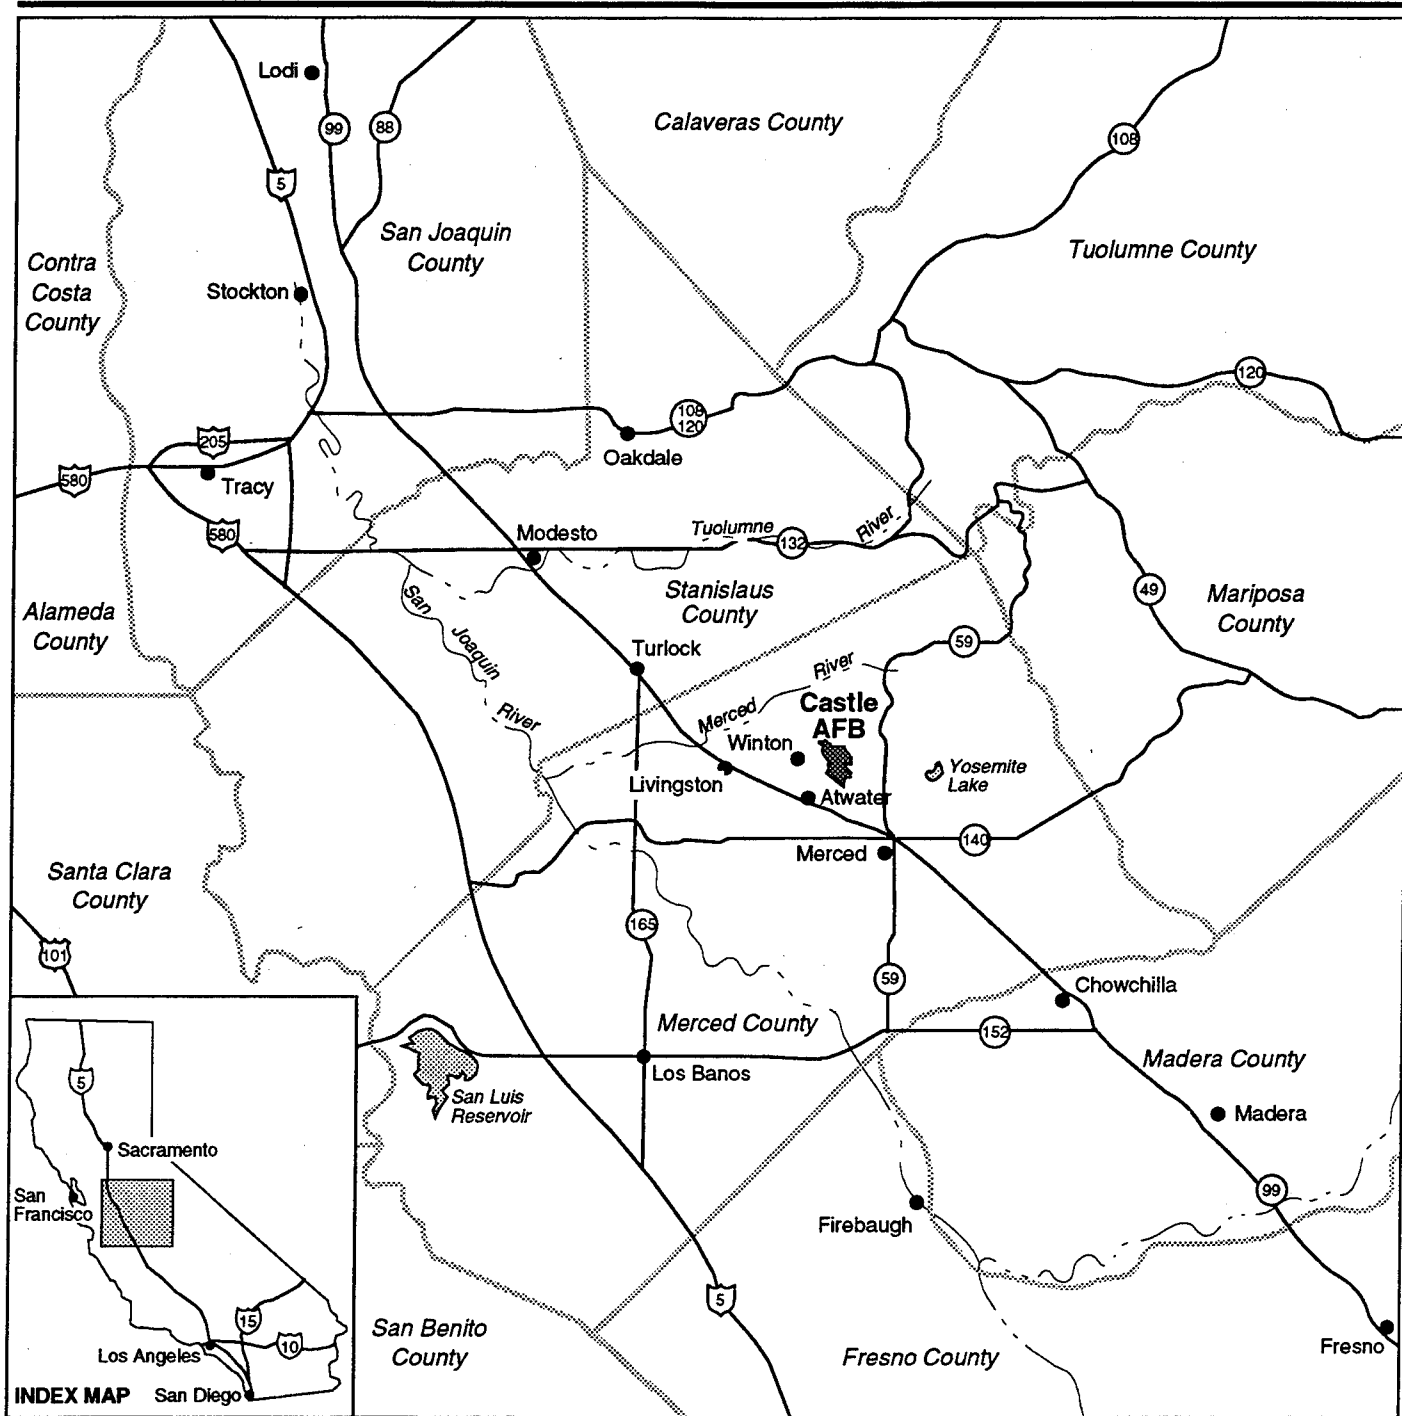 Lodi
99
88
Calaveras County
108
5
San Joaquin
County
Tuolumne County
Contra
Costa
County
Stockton
120
108
120
205
Oakdale
580
Tracy
580
Modesto
Tuolumne
River
132
Stanislaus
County
49
Mariposa
County
Alameda
County
San
Joaquin
River
Turlock
59
Merced
River
Castle
AFB
Winton
Livingston
Yosemite
Lake
Atwater
Merced
140
Santa Clara
County
165
101
59
Chowchilla
Merced County
152
Madera County
Los Banos
San Luis
Reservoir
Madera
99
Firebaugh
5
San Benito
County
Fresno County
Fresno
5
Sacramento
San
Francisco
15
10
Los Angeles
INDEX MAP
San Diego